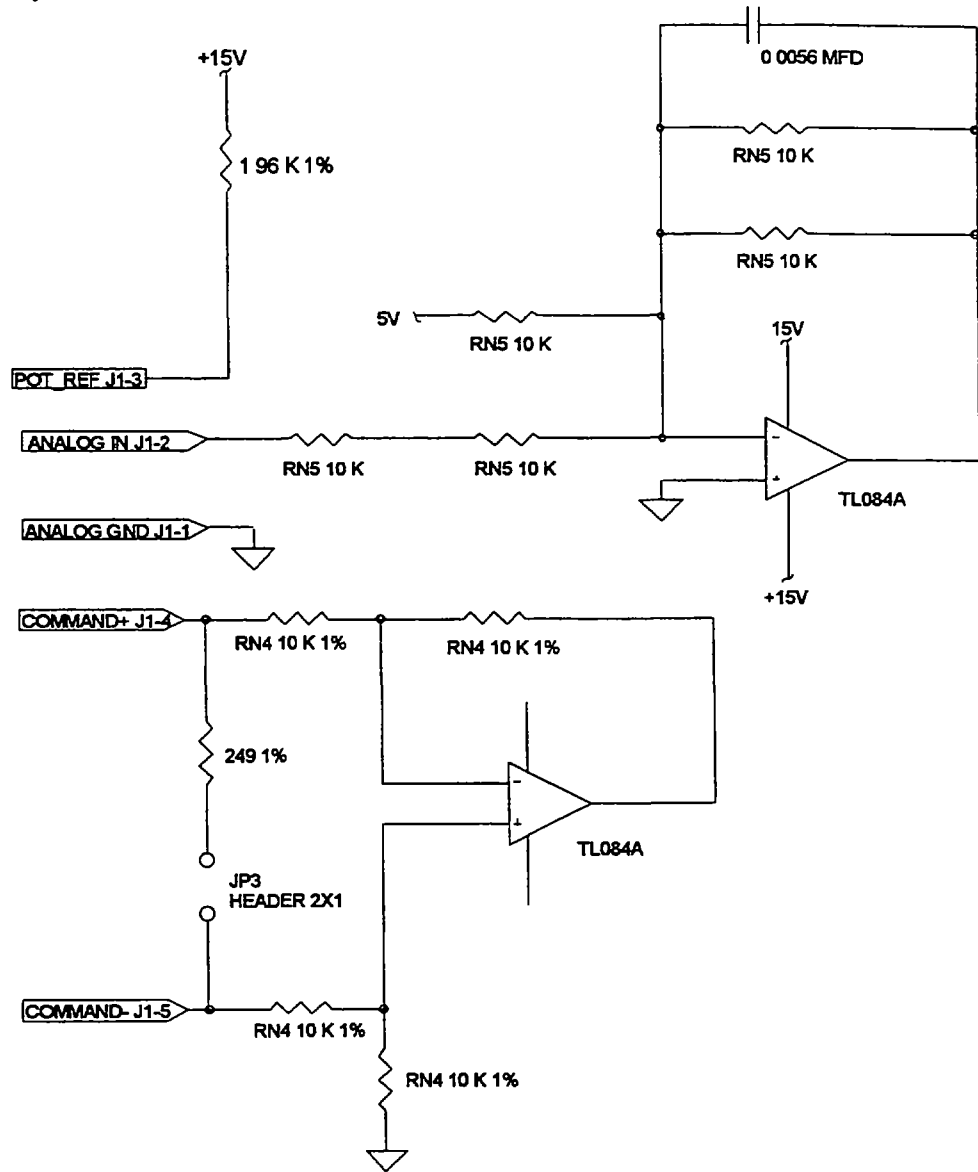 0 0056 MFD
+15V
1 96 K 1%
RN5 10 K
RN5 10 K
5V
RN5 10 K
15V
POT_REF J1-3
ANALOG IN J1-2
RN5 10 K
RN5 10 K
-
+
TL084A
ANALOG GND J1-1
+15V
COMMAND+ J1-4
RN4 10 K 1%
RN4 10 K 1%
249 1%
-
+
TL084A
JP3
HEADER 2X1
COMMAND- J1-5
RN4 10 K 1%
RN4 10 K 1%